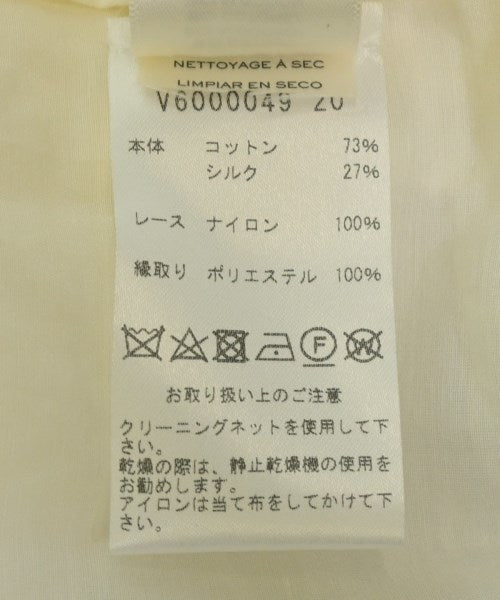 NETTOYAGE À SEC
LIMPIAR EN SECO
V6000049 20
本体 コットン 73%
シルク 27%
レース ナイロン 100%
縁取り ポリエステル 100%
F W
お取り扱い上のご注意
クリーニングネットを使用して下
さい。
乾燥の際は、静止乾燥機の使用を
お勧めします。
アイロンは当て布をしてかけて下
さい。